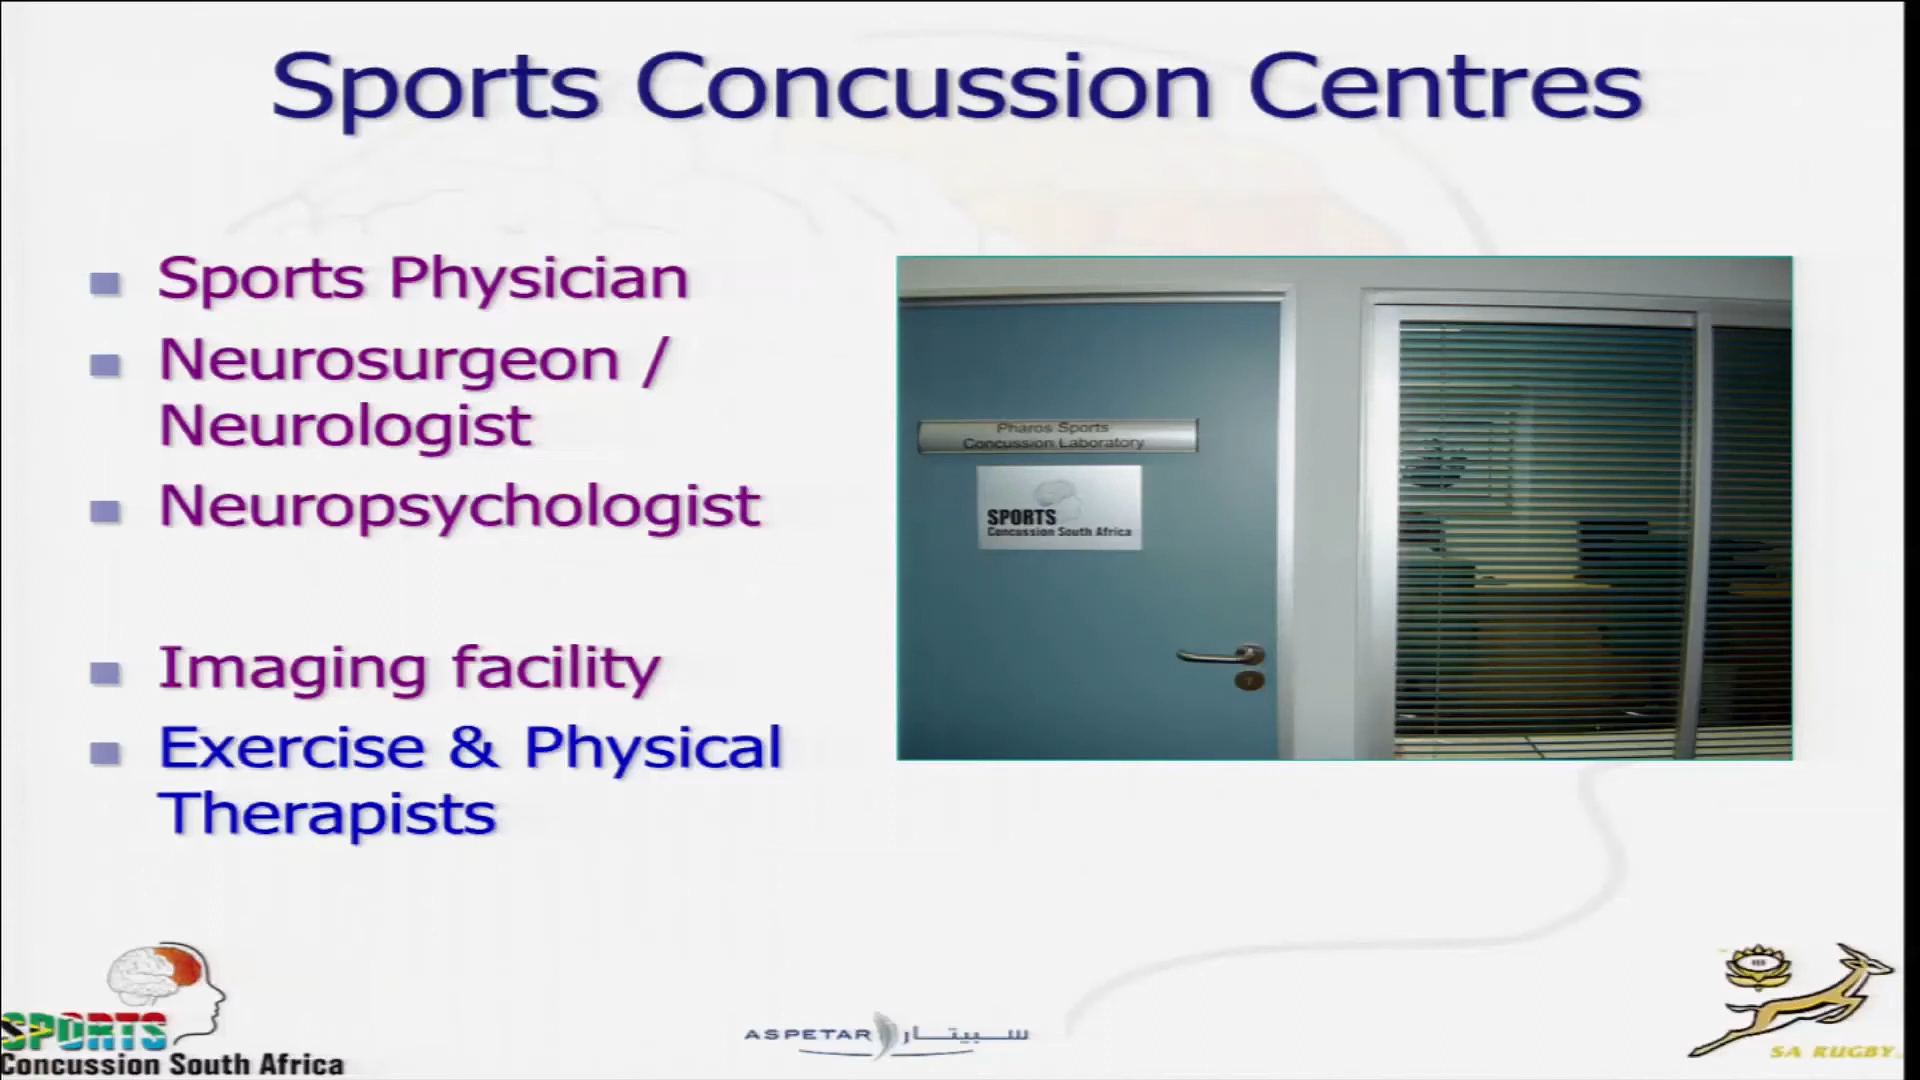 Sports Concussion Centres
Sports Physician
Neurosurgeon /
Neurologist
Neuropsychologist
Imaging facility
Exercise & Physical
Therapists
Pharos Sports
Concussion Laboratory
SPORTS
Concussion South Africa
SPORTS
Concussion South Africa
ASPETAR سبيتار
SA RUGBY